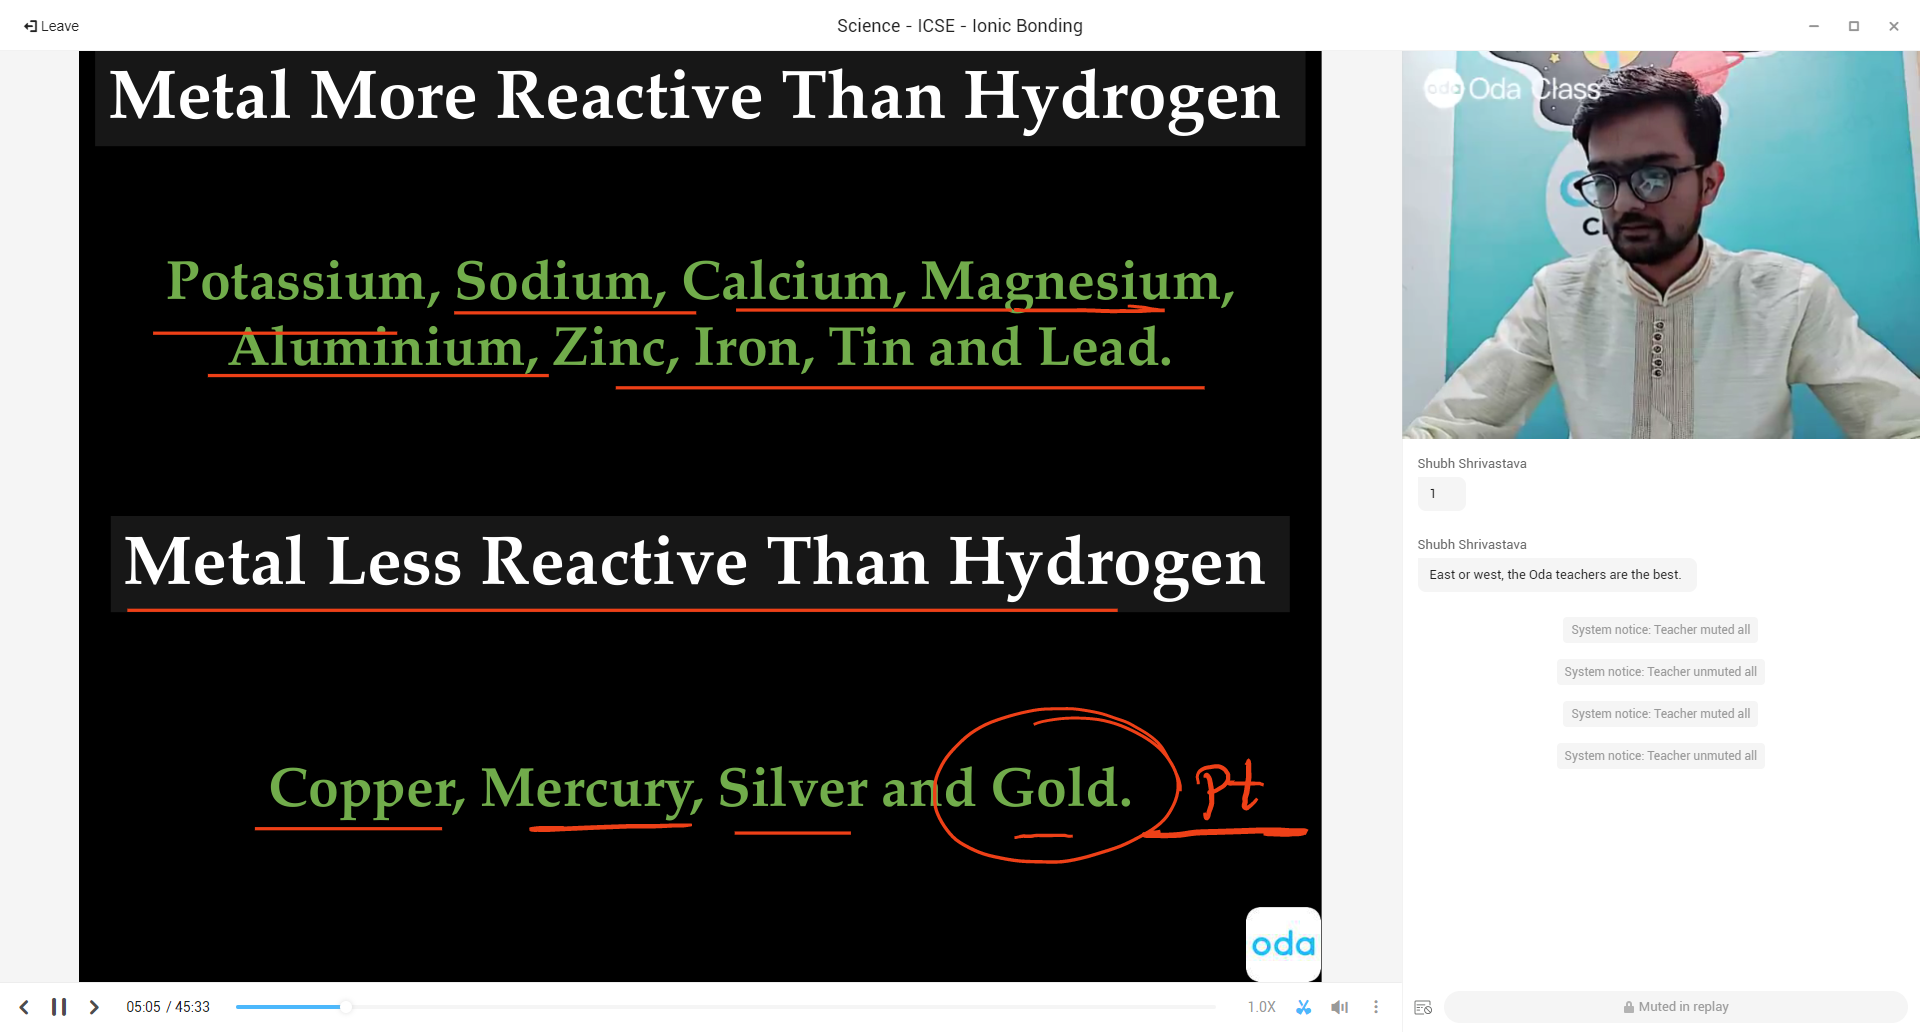 Leave
Science - ICSE - Ionic Bonding
Metal More Reactive Than Hydrogen
Potassium, Sodium, Calcium, Magnesium,
Aluminium, Zinc, Iron, Tin and Lead.
Metal Less Reactive Than Hydrogen
Copper, Mercury, Silver and Gold. Pt
oda
05:05 / 45:33
1.0X
oda Oda Class
Shubh Shrivastava
1
Shubh Shrivastava
East or west, the Oda teachers are the best.
System notice: Teacher muted all
System notice: Teacher unmuted all
System notice: Teacher muted all
System notice: Teacher unmuted all
Muted in replay